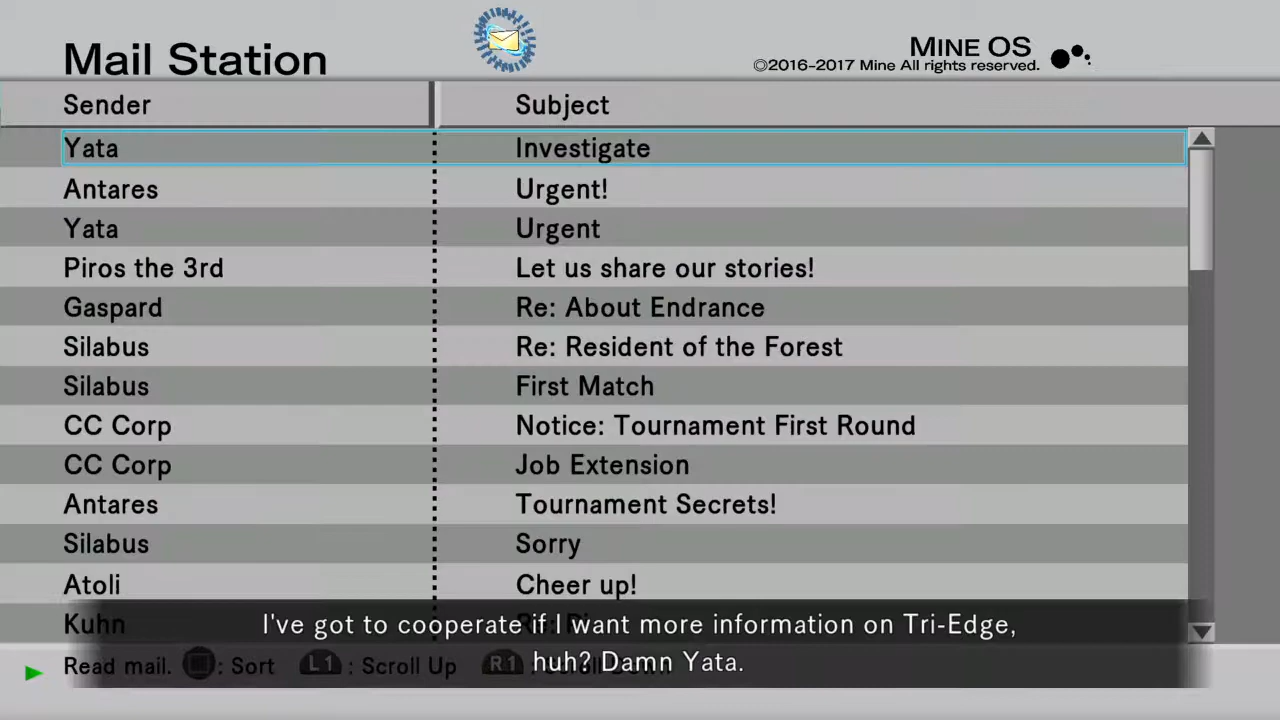 Mail Station
MINE OS
©2016-2017 Mine All rights reserved.
Sender Subject
Yata Investigate
Antares Urgent!
Yata Urgent
Piros the 3rd Let us share our stories!
Gaspard Re: About Endrance
Silabus Re: Resident of the Forest
Silabus First Match
CC Corp Notice: Tournament First Round
CC Corp Job Extension
Antares Tournament Secrets!
Silabus Sorry
Atoli Cheer up!
Kuhn
I've got to cooperate if I want more information on Tri-Edge,
huh? Damn Yata.
Read mail. : Sort L1 : Scroll Up R1 : Scroll Down